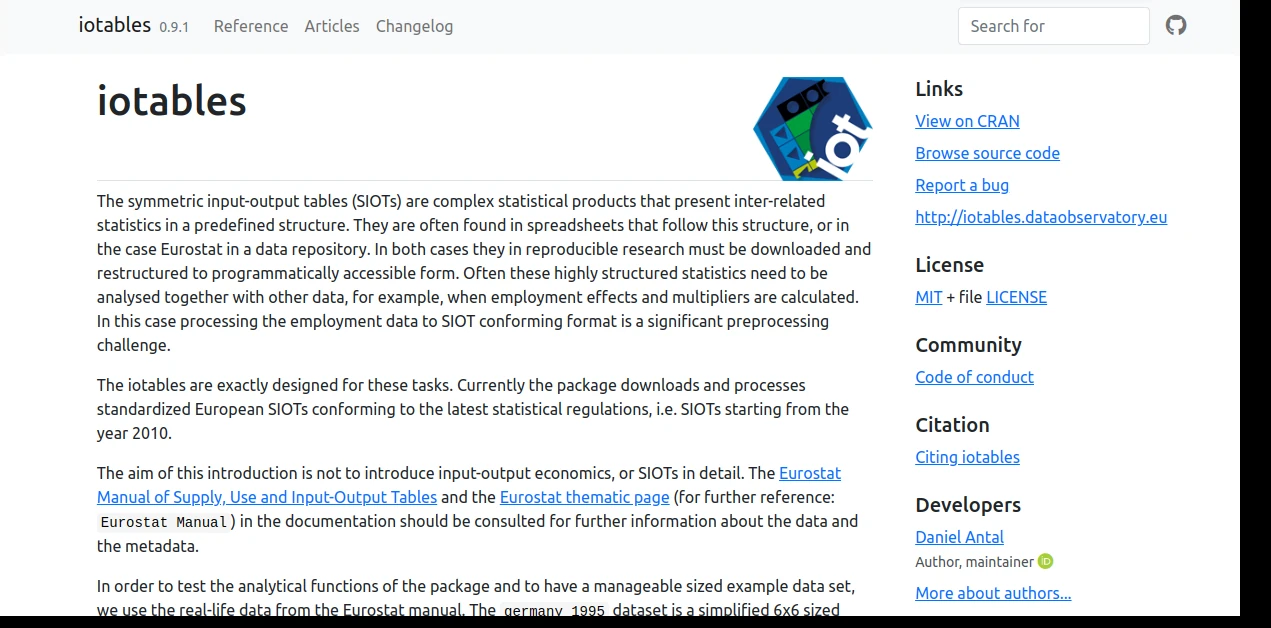 iotables 0.9.1 Reference Articles Changelog Search for
iotables
iot
The symmetric input-output tables (SIOTs) are complex statistical products that present inter-related
statistics in a predefined structure. They are often found in spreadsheets that follow this structure, or in
the case Eurostat in a data repository. In both cases they in reproducible research must be downloaded and
restructured to programmatically accessible form. Often these highly structured statistics need to be
analysed together with other data, for example, when employment effects and multipliers are calculated.
In this case processing the employment data to SIOT conforming format is a significant preprocessing
challenge.
The iotables are exactly designed for these tasks. Currently the package downloads and processes
standardized European SIOTs conforming to the latest statistical regulations, i.e. SIOTs starting from the
year 2010.
The aim of this introduction is not to introduce input-output economics, or SIOTs in detail. The Eurostat
Manual of Supply, Use and Input-Output Tables and the Eurostat thematic page (for further reference:
Eurostat Manual) in the documentation should be consulted for further information about the data and
the metadata.
In order to test the analytical functions of the package and to have a manageable sized example data set,
we use the real-life data from the Eurostat manual. The germany_1995 dataset is a simplified 6x6 sized
Links
View on CRAN
Browse source code
Report a bug
http://iotables.dataobservatory.eu
License
MIT + file LICENSE
Community
Code of conduct
Citation
Citing iotables
Developers
Daniel Antal
Author, maintainer iD
More about authors...